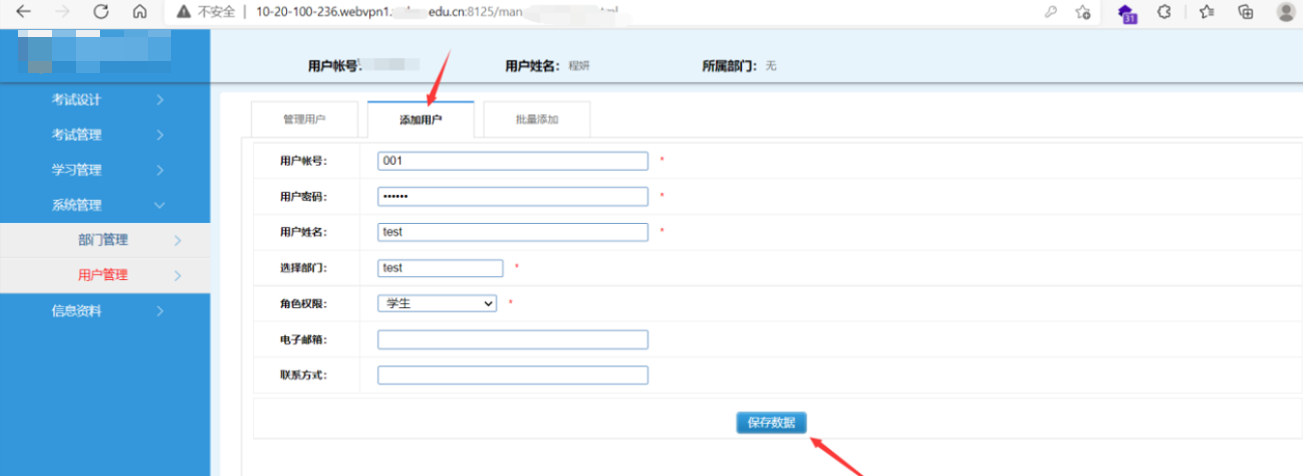 不安全 | 10-20-100-236.webvpn1. edu.cn:8125/man
31
用户帐号: 用户姓名: 程妍 所属部门: 无
考试设计
考试管理
学习管理
系统管理
部门管理
用户管理
信息资料
管理用户 添加用户 批量添加
用户帐号: 001 *
用户密码: •••••• *
用户姓名: test *
选择部门: test *
角色权限: 学生 *
电子邮箱:
联系方式:
保存数据